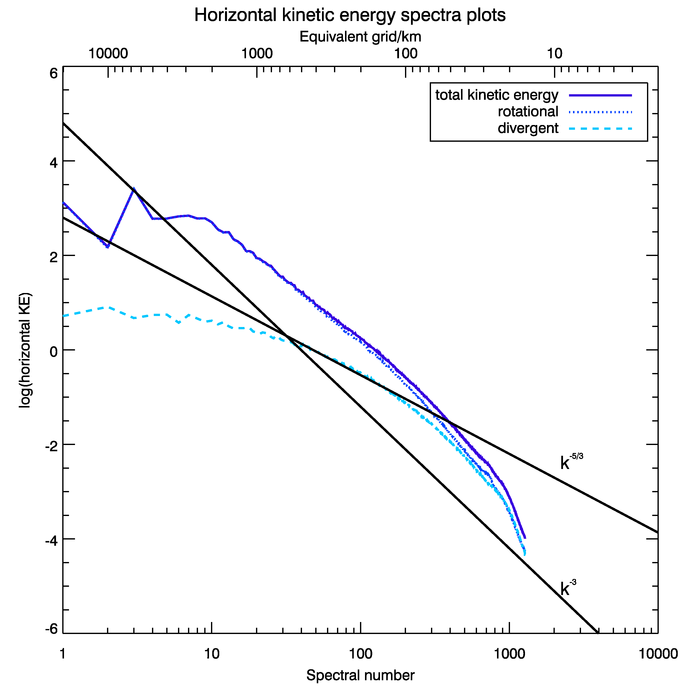 Horizontal kinetic energy spectra plots
Equivalent grid/km
10000 1000 100 10
total kinetic energy
rotational
divergent
6
4
2
0
-2
-4
-6
log(horizontal KE)
k-5/3
k-3
1 10 100 1000 10000
Spectral number